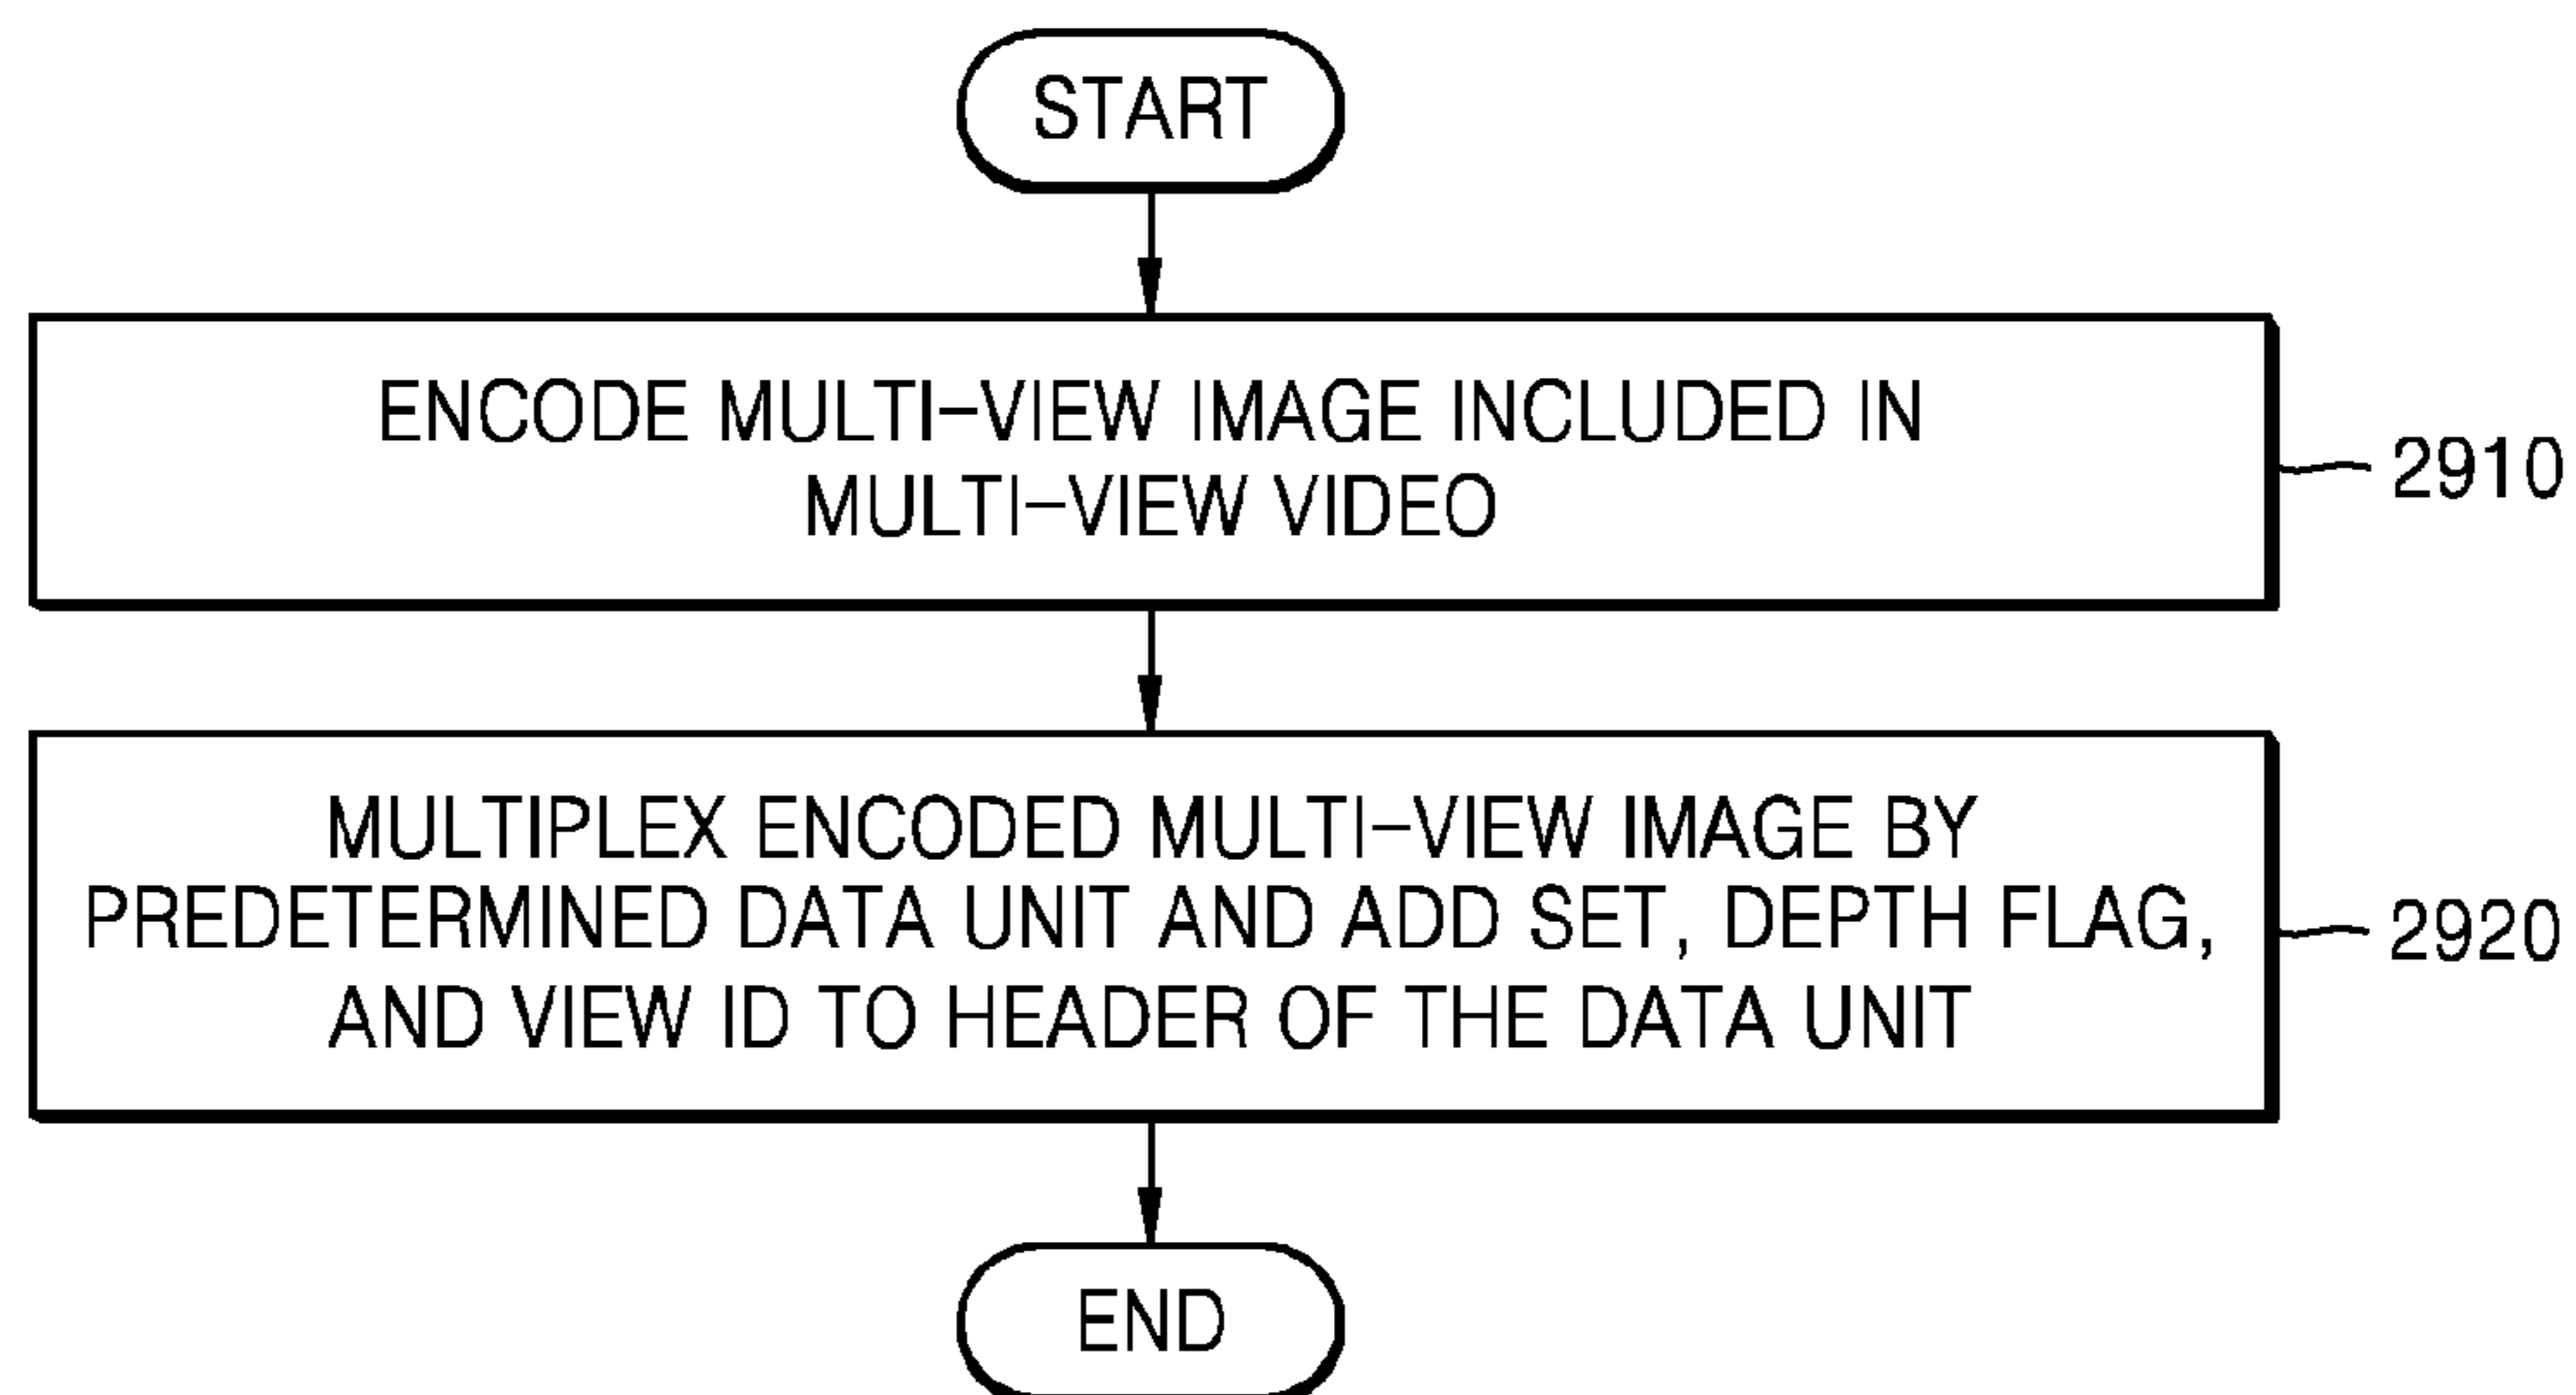 START
ENCODE MULTI-VIEW IMAGE INCLUDED IN
MULTI-VIEW VIDEO
2910
MULTIPLEX ENCODED MULTI-VIEW IMAGE BY
PREDETERMINED DATA UNIT AND ADD SET, DEPTH FLAG,
AND VIEW ID TO HEADER OF THE DATA UNIT
2920
END